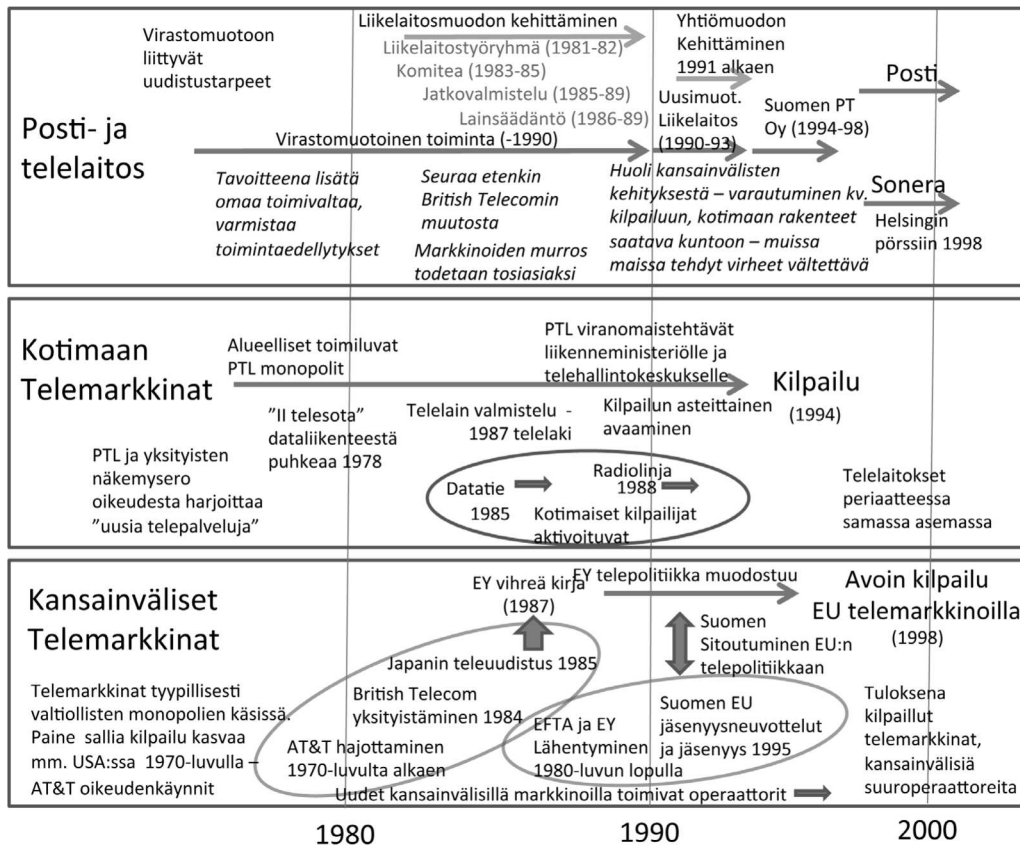 Posti- ja
telelaitos
Virastomuotoon
liittyvät
uudistustarpeet
Liikelaitosmuodon kehittäminen
Liikelaitostyöryhmä (1981-82)
Komitea (1983-85)
Jatkovalmistelu (1985-89)
Lainsäädäntö (1986-89)
Yhtiömuodon
Kehittäminen
1991 alkaen
Virastomuotoinen toiminta (-1990)
Uusimuot.
Liikelaitos
(1990-93)
Suomen PT
Oy (1994-98)
Posti
Sonera
Helsingin
pörssiin 1998
Tavoitteena lisätä
omaa toimivaltaa,
varmistaa
toimintaedellytykset
Seuraa etenkin
British Telecomin
muutosta
Markkinoiden murros
todetaan tosiasiaksi
Huoli kansainvälisten
kehityksestä – varautuminen kv.
kilpailuun, kotimaan rakenteet
saatava kuntoon – muissa
maissa tehdyt virheet vältettävä
Kotimaan
Telemarkkinat
Alueelliset toimiluvat
PTL monopolit
PTL viranomaistehtävät
liikenneministeriölle ja
telehallintokeskukselle
Kilpailu
(1994)
PTL ja yksityisten
näkemysero
oikeudesta harjoittaa
"uusia telepalveluja"
"II telesota"
dataliikenteestä
puhkeaa 1978
Telelain valmistelu -
1987 telelaki
Kilpailun asteittainen
avaaminen
Datatie
1985
Radiolinja
1988
Kotimaiset kilpailijat
aktivoituvat
Telelaitokset
periaatteessa
samassa asemassa
Kansainväliset
Telemarkkinat
EY vihreä kirja
(1987)
EY telepolitiikka muodostuu
Avoin kilpailu
EU telemarkkinoilla
(1998)
Telemarkkinat tyypillisesti
valtiollisten monopolien käsissä.
Paine sallia kilpailu kasvaa
mm. USA:ssa 1970-luvulla –
AT&T oikeudenkäynnit
Japanin teleuudistus 1985
British Telecom
yksityistäminen 1984
AT&T hajottaminen
1970-luvulta alkaen
Suomen
Sitoutuminen EU:n
telepolitiikkaan
EFTA ja EY
Lähentyminen
1980-luvun lopulla
Suomen EU
jäsenyysneuvottelut
ja jäsenyys 1995
Tuloksena
kilpaillut
telemarkkinat,
kansainvälisiä
suuroperaattoreita
Uudet kansainvälisillä markkinoilla toimivat operaattorit
1980
1990
2000